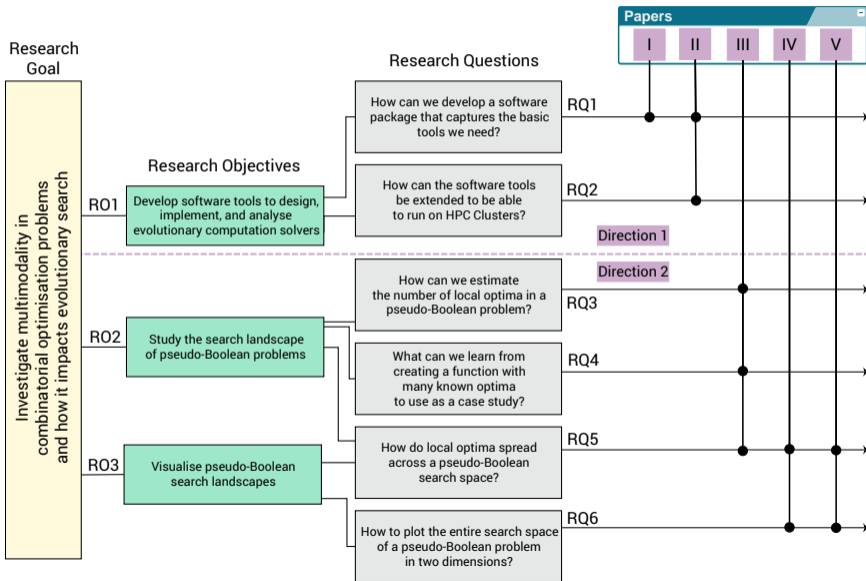 Papers
I II III IV V
Research
Goal
Research Questions
Research Objectives
Investigate multimodality in
combinatorial optimisation problems
and how it impacts evolutionary search
RO1
Develop software tools to design,
implement, and analyse
evolutionary computation solvers
How can we develop a software
package that captures the basic
tools we need?
RQ1
How can the software tools
be extended to be able
to run on HPC Clusters?
RQ2
Direction 1
Direction 2
RO2
Study the search landscape
of pseudo-Boolean problems
How can we estimate
the number of local optima in a
pseudo-Boolean problem?
RQ3
What can we learn from
creating a function with
many known optima
to use as a case study?
RQ4
RO3
Visualise pseudo-Boolean
search landscapes
How do local optima spread
across a pseudo-Boolean
search space?
RQ5
How to plot the entire search space
of a pseudo-Boolean problem
in two dimensions?
RQ6